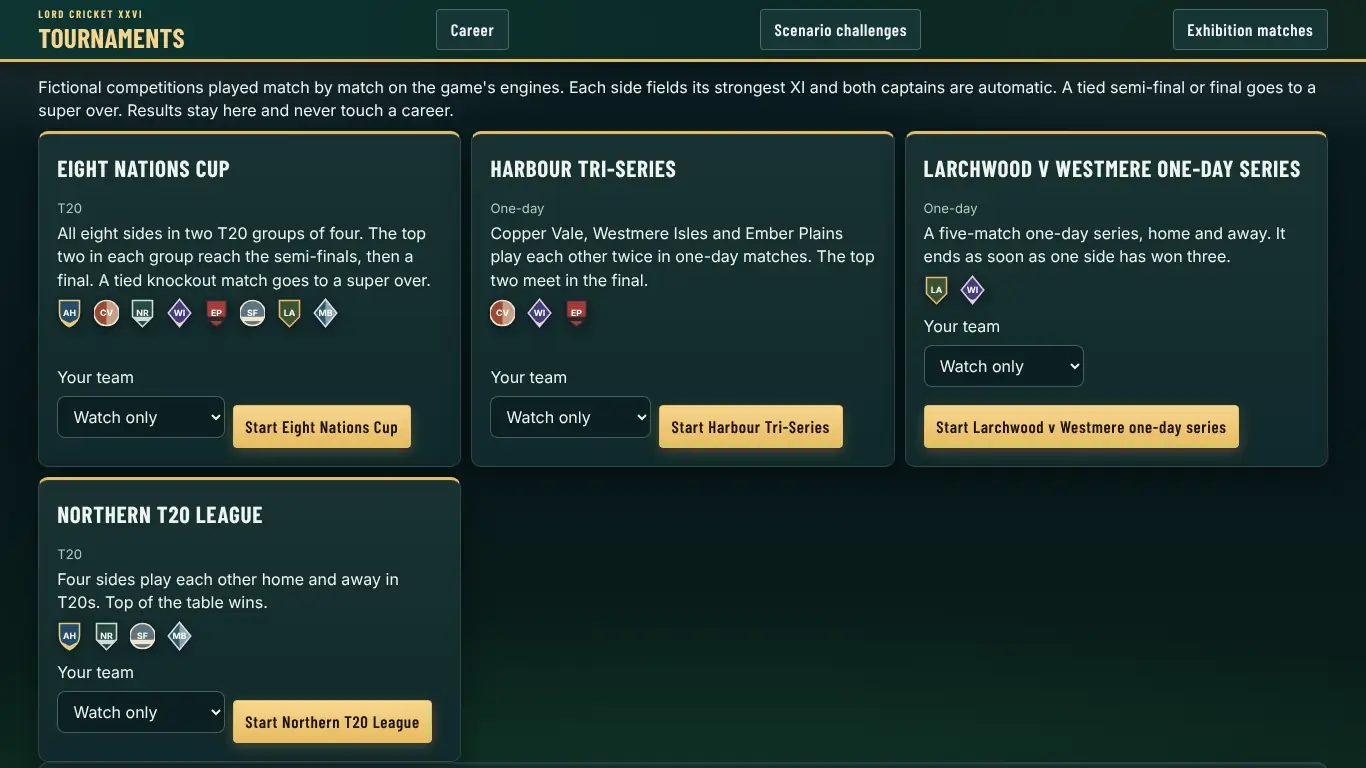 LORD CRICKET XXVI
TOURNAMENTS
Career
Scenario challenges
Exhibition matches
Fictional competitions played match by match on the game's engines. Each side fields its strongest XI and both captains are automatic. A tied semi-final or final goes to a
super over. Results stay here and never touch a career.
EIGHT NATIONS CUP
T20
All eight sides in two T20 groups of four. The top
two in each group reach the semi-finals, then a
final. A tied knockout match goes to a super over.
AH CV NR WI EP SF LA MB
Your team
Watch only
Start Eight Nations Cup
HARBOUR TRI-SERIES
One-day
Copper Vale, Westmere Isles and Ember Plains
play each other twice in one-day matches. The top
two meet in the final.
CV WI EP
Your team
Watch only
Start Harbour Tri-Series
LARCHWOOD V WESTMERE ONE-DAY SERIES
One-day
A five-match one-day series, home and away. It
ends as soon as one side has won three.
LA WI
Your team
Watch only
Start Larchwood v Westmere one-day series
NORTHERN T20 LEAGUE
T20
Four sides play each other home and away in
T20s. Top of the table wins.
AH NR SF MB
Your team
Watch only
Start Northern T20 League